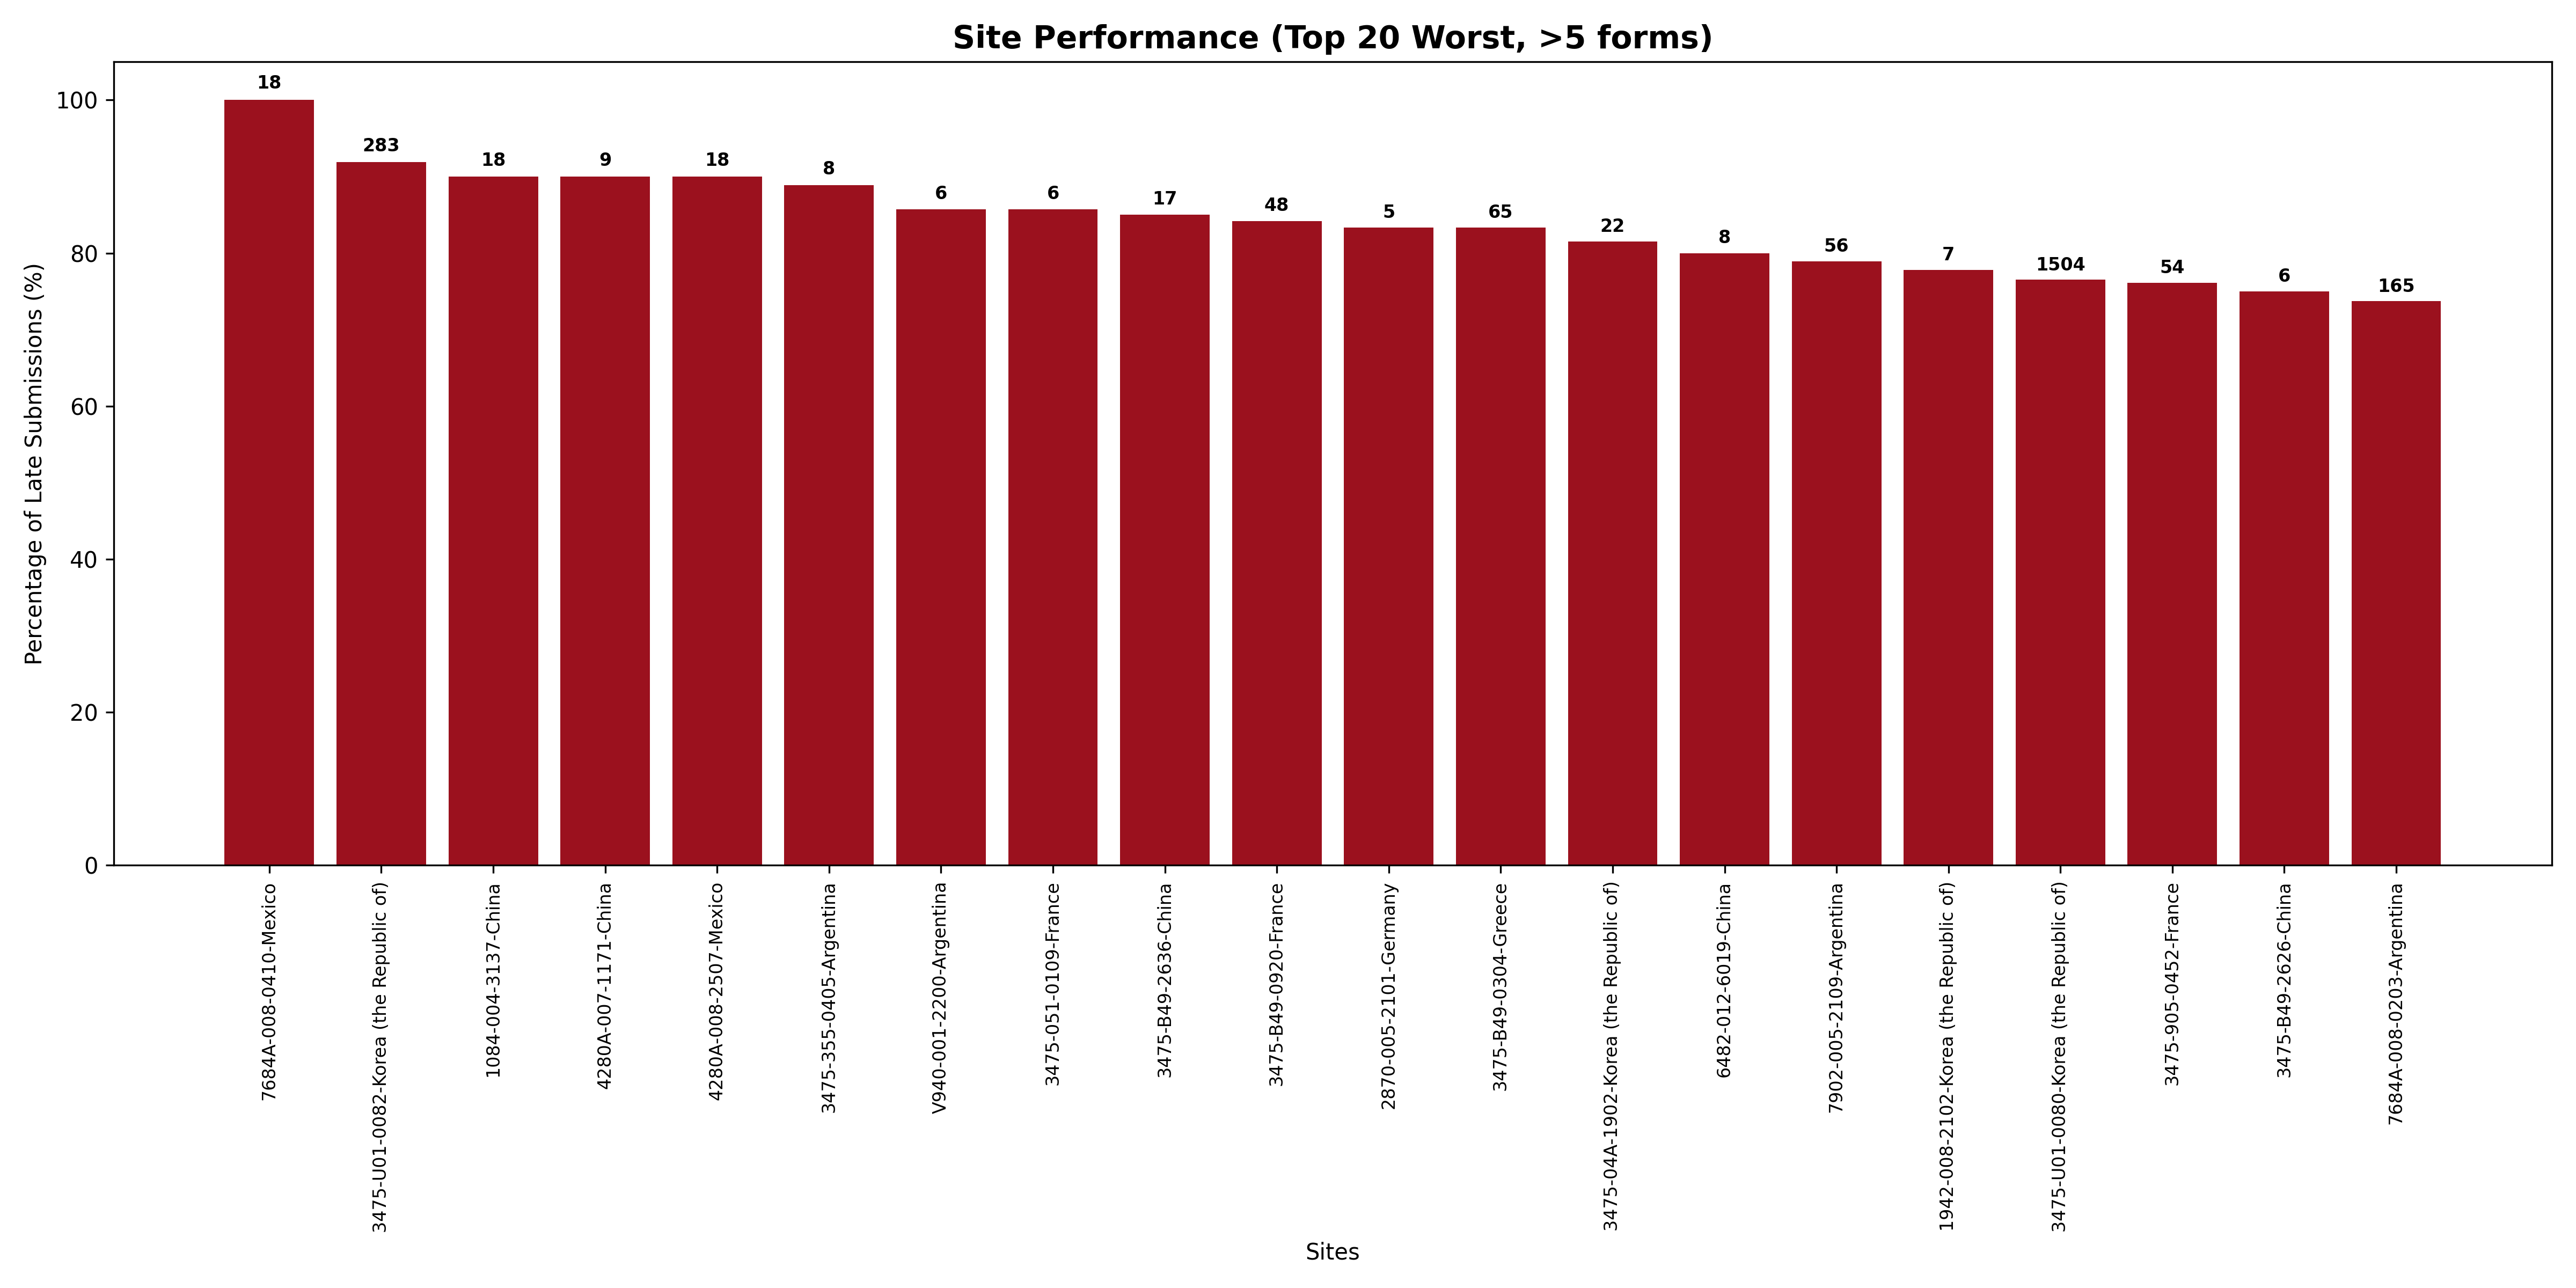 Site Performance (Top 20 Worst, >5 forms)
Percentage of Late Submissions (%)
100
80
60
40
20
0
18
283
18
9
18
8
6
6
17
48
5
65
22
8
56
7
1504
54
6
165
7684A-008-0410-Mexico
3475-U01-0082-Korea (the Republic of)
1084-004-3137-China
4280A-007-1171-China
4280A-008-2507-Mexico
3475-355-0405-Argentina
V940-001-2200-Argentina
3475-051-0109-France
3475-B49-2636-China
3475-B49-0920-France
2870-005-2101-Germany
3475-B49-0304-Greece
3475-04A-1902-Korea (the Republic of)
6482-012-6019-China
7902-005-2109-Argentina
1942-008-2102-Korea (the Republic of)
3475-U01-0080-Korea (the Republic of)
3475-905-0452-France
3475-B49-2626-China
7684A-008-0203-Argentina
Sites